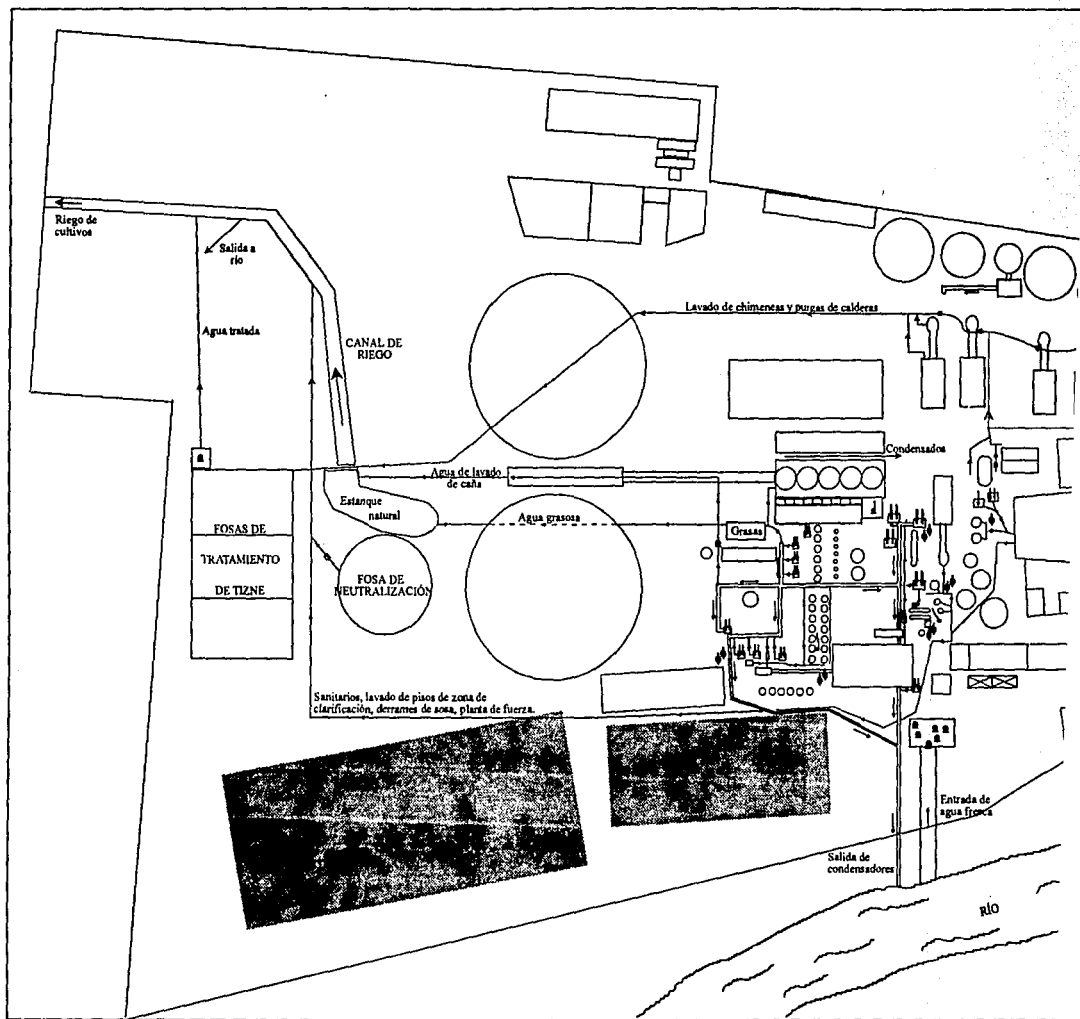 Riego de
cultivos
Salida a
río
Agua tratada
CANAL DE
RIEGO
Lavado de chimeneas y purgas de calderas
Condensados
Agua de lavado
de caña
Estanque
natural
Agua grasosa
Grasas
FOSAS DE
TRATAMIENTO
DE TIZNE
FOSA DE
NEUTRALIZACIÓN
Sanitarios, lavado de pisos de zona de
clarificación, derrames de sosa, planta de fuerza.
Entrada de
agua fresca
Salida de
condensadores
RÍO